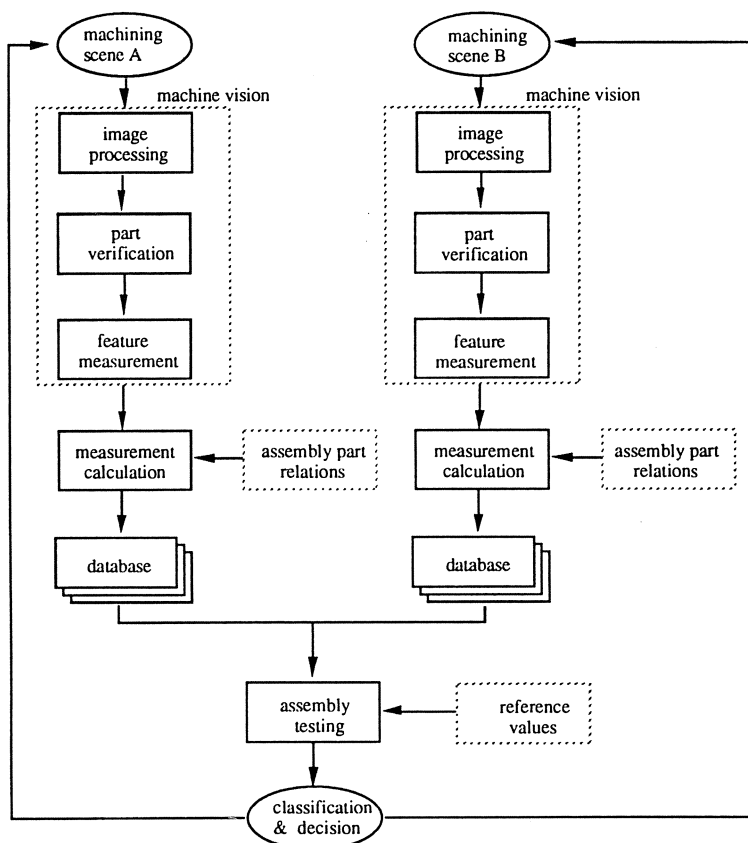 machining
scene A
machine vision
image
processing
part
verification
feature
measurement
measurement
calculation
assembly part
relations
database
machining
scene B
machine vision
image
processing
part
verification
feature
measurement
measurement
calculation
assembly part
relations
database
assembly
testing
reference
values
classification
& decision